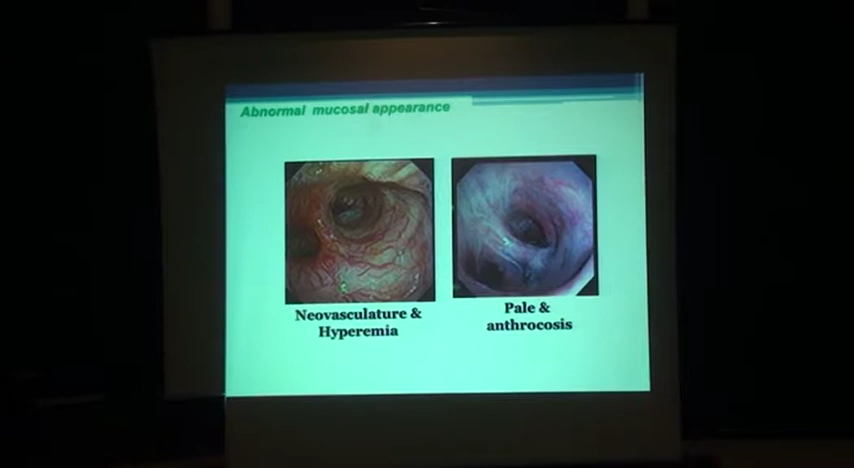 Abnormal mucosal appearance
Neovasculature &
Hyperemia
Pale &
anthrocosis